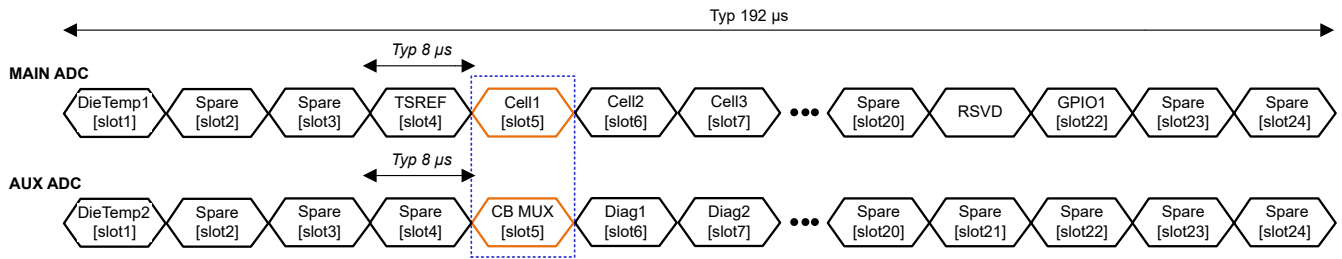 Typ 192 µs
Typ 8 µs
MAIN ADC
DieTemp1
[slot1]
Spare
[slot2]
Spare
[slot3]
TSREF
[slot4]
Cell1
[slot5]
Cell2
[slot6]
Cell3
[slot7]
Spare
[slot20]
RSVD
GPIO1
[slot22]
Spare
[slot23]
Spare
[slot24]
Typ 8 µs
AUX ADC
DieTemp2
[slot1]
Spare
[slot2]
Spare
[slot3]
Spare
[slot4]
CB MUX
[slot5]
Diag1
[slot6]
Diag2
[slot7]
Spare
[slot20]
Spare
[slot21]
Spare
[slot22]
Spare
[slot23]
Spare
[slot24]